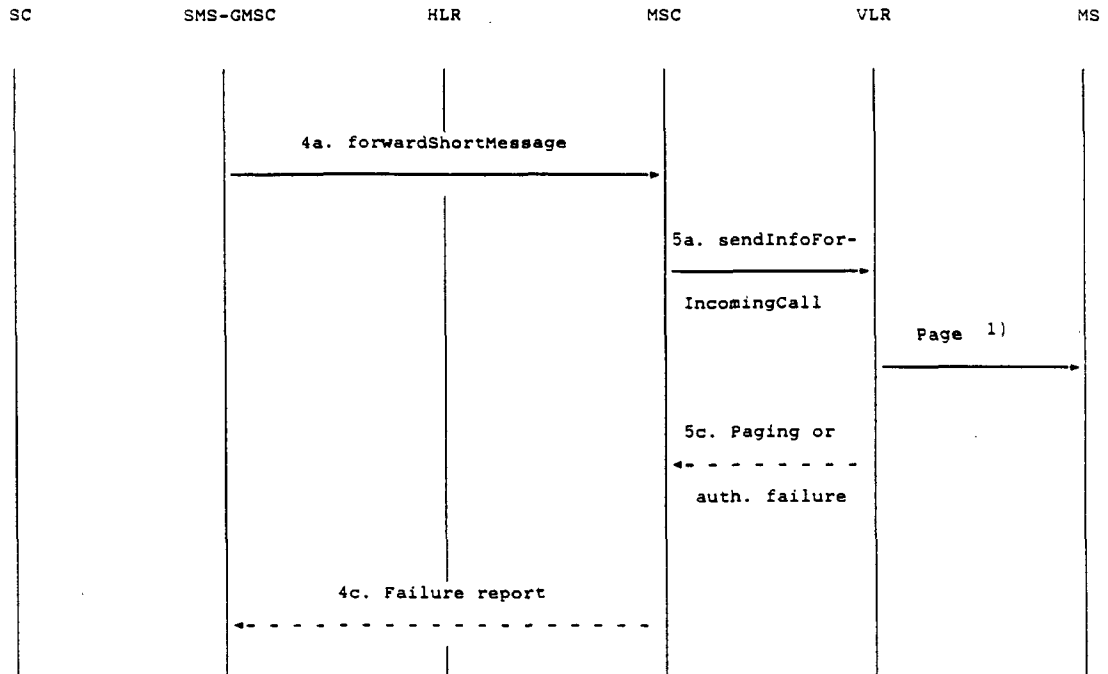 SC SMS-GMSC HLR MSC VLR MS
4a. forwardShortMessage
5a. sendInfoFor-
IncomingCall
Page 1)
5c. Paging or
auth. failure
4c. Failure report